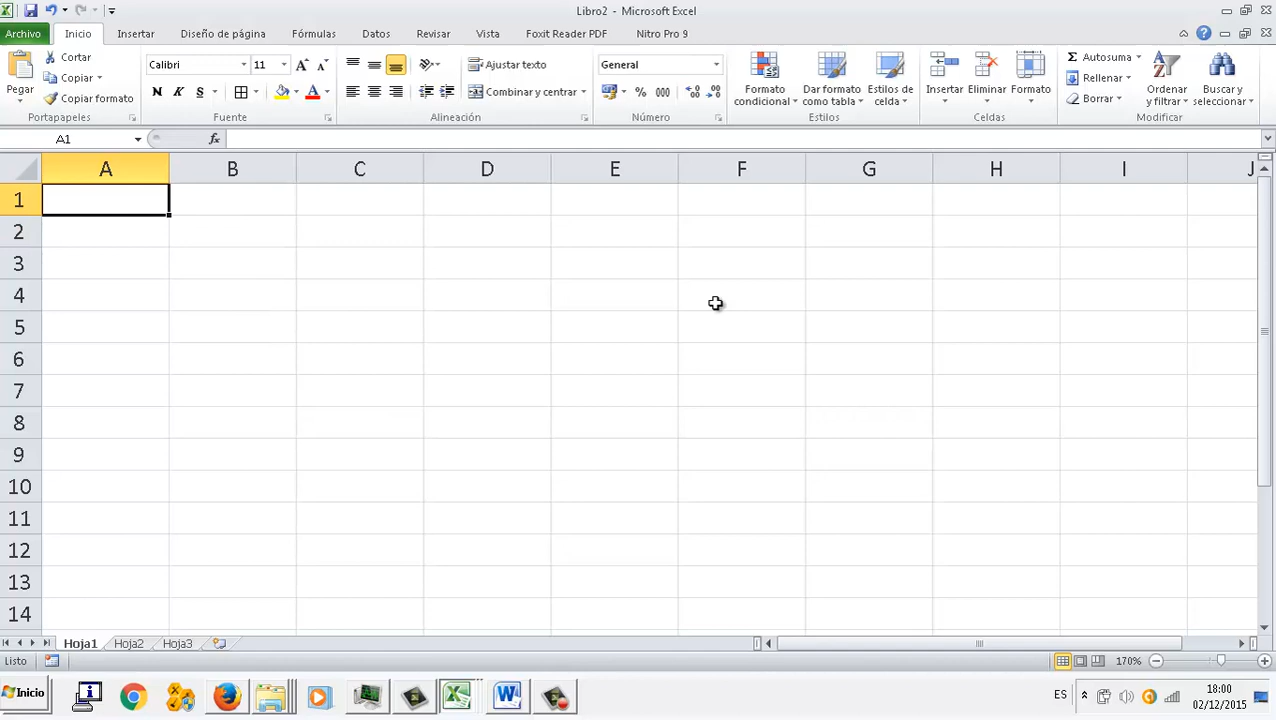 Libro2 - Microsoft Excel
Archivo Inicio Insertar Diseño de página Fórmulas Datos Revisar Vista Foxit Reader PDF Nitro Pro 9
Pegar
Cortar
Copiar
Copiar formato
Portapapeles
Calibri 11
N K S
A A
A
Fuente
Ajustar texto
Combinar y centrar
Alineación
General
% 000
Número
Formato condicional
Dar formato como tabla
Estilos de celda
Estilos
Insertar Eliminar Formato
Celdas
Σ Autosuma
Rellenar
Borrar
Ordenar y filtrar
Buscar y seleccionar
Modificar
A1 fx
A B C D E F G H I J
1
2
3
4
5
6
7
8
9
10
11
12
13
14
Hoja1 Hoja2 Hoja3
Listo 170%
Inicio ES 18:00
02/12/2015